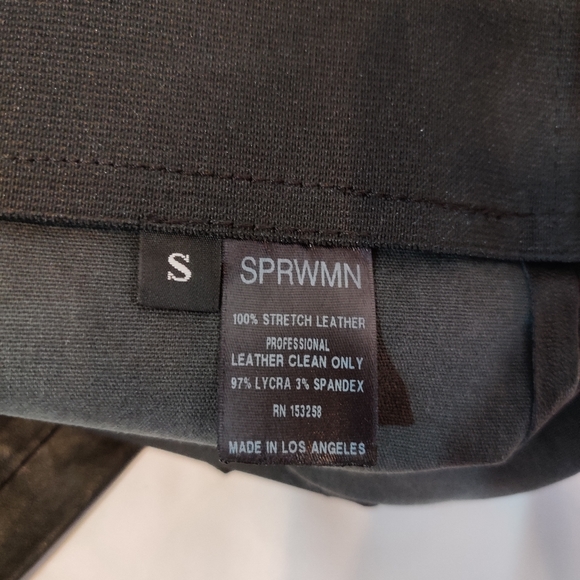 S
SPRWMN
100% STRETCH LEATHER
PROFESSIONAL
LEATHER CLEAN ONLY
97% LYCRA 3% SPANDEX
RN 153258
MADE IN LOS ANGELES